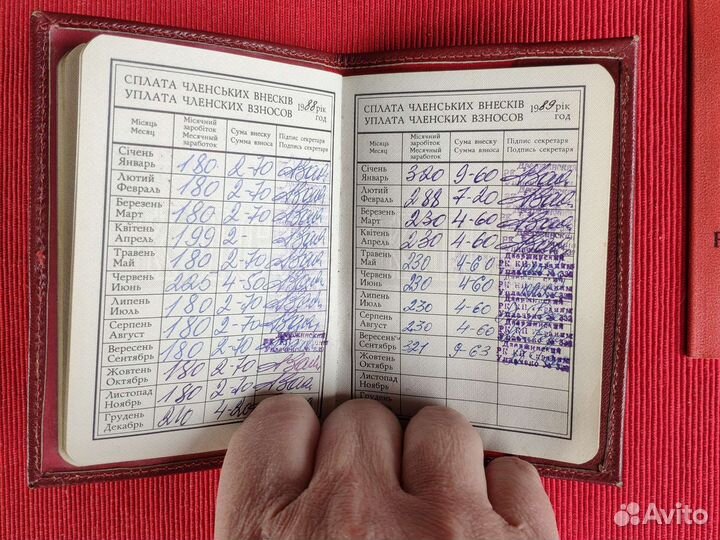 СПЛАТА ЧЛЕНСЬКИХ ВНЕСКІВ 1988 рік
УПЛАТА ЧЛЕНСКИХ ВЗНОСОВ год
Місяць Місячний заробіток Сума внеску Підпис секретаря
Месяц Месячный заработок Сумма взноса Подпись секретаря
Січень
Январь 180 2-70
Лютий
Февраль 180 2-70
Березень
Март 180 2-70
Квітень
Апрель 199 2-
Травень
Май 180 2-70
Червень
Июнь 225 4-50
Липень
Июль 180 2-70
Серпень
Август 180 2-70
Вересень
Сентябрь 180 2-70
Жовтень
Октябрь 180 2-70
Листопад
Ноябрь 180 2-70
Грудень
Декабрь 210 4-20
СПЛАТА ЧЛЕНСЬКИХ ВНЕСКІВ 1989 рік
УПЛАТА ЧЛЕНСКИХ ВЗНОСОВ год
Місяць Місячний заробіток Сума внеску Підпис секретаря
Месяц Месячный заработок Сумма взноса Подпись секретаря
Січень
Январь 320 9-60
Лютий
Февраль 288 7-20
Березень
Март 230 4-60
Квітень
Апрель 230 4-60
Травень
Май 230 4-60
Червень
Июнь 230 4-60
Липень
Июль 230 4-60
Серпень
Август 230 4-60
Вересень
Сентябрь 321 9-63
Жовтень
Октябрь
Листопад
Ноябрь
Грудень
Avito